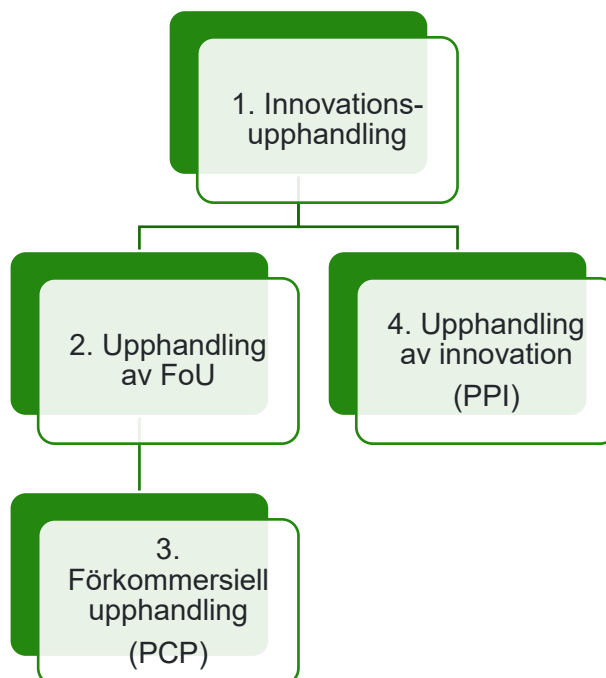 1. Innovations-
upphandling
2. Upphandling
av FoU
4. Upphandling
av innovation
(PPI)
3.
Förkommersiell
upphandling
(PCP)